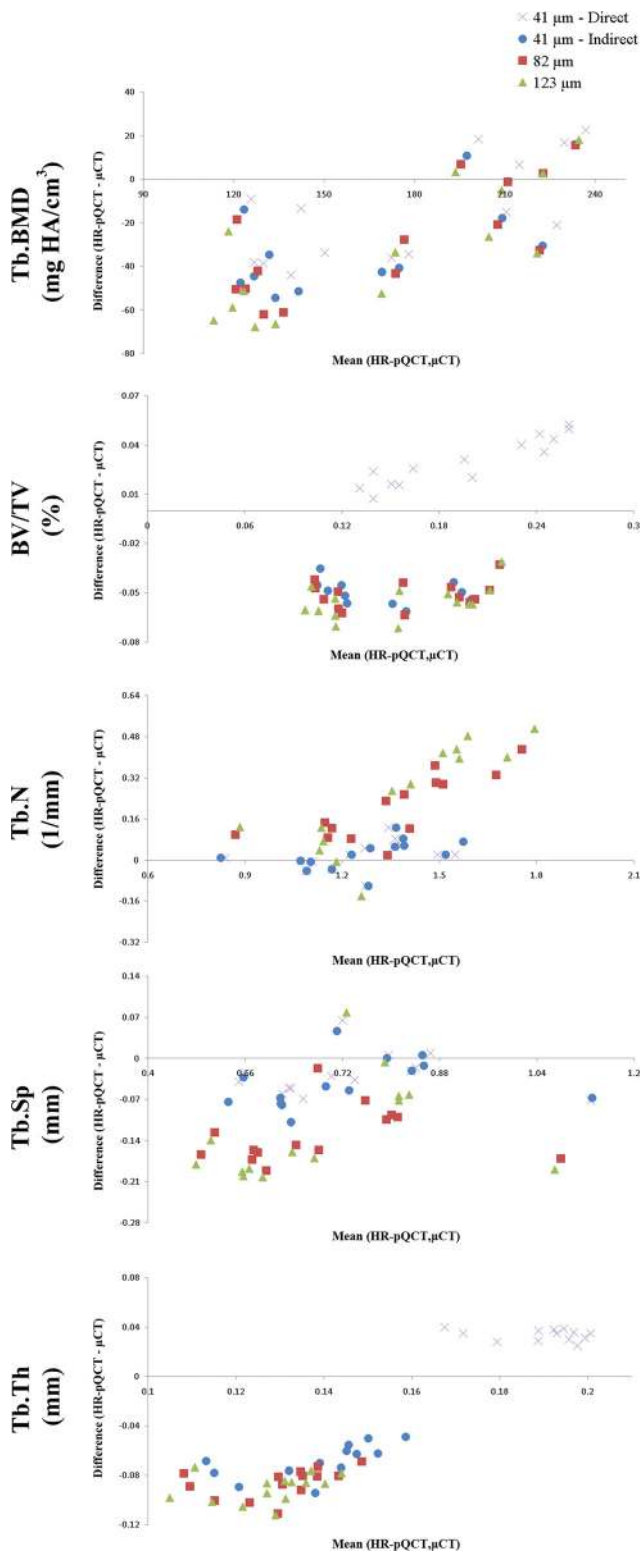 41 µm - Direct
41 µm - Indirect
82 µm
123 µm
Tb.BMD
(mg HA/cm³)
Difference (HR-pQCT - µCT)
40
20
0
-20
-40
-60
-80
90
120
150
180
210
240
Mean (HR-pQCT,µCT)
BV/TV
(%)
Difference (HR-pQCT - µCT)
0.07
0.04
0.01
-0.02
-0.05
-0.08
0
0.06
0.12
0.18
0.24
0.3
Mean (HR-pQCT,µCT)
Tb.N
(1/mm)
Difference (HR-pQCT - µCT)
0.64
0.48
0.32
0.16
0
-0.16
-0.32
0.6
0.9
1.2
1.5
1.8
2.1
Mean (HR-pQCT,µCT)
Tb.Sp
(mm)
Difference (HR-pQCT - µCT)
0.14
0.07
0
-0.07
-0.14
-0.21
-0.28
0.4
0.66
0.72
0.88
1.04
1.2
Mean (HR-pQCT,µCT)
Tb.Th
(mm)
Difference (HR-pQCT - µCT)
0.08
0.04
0
-0.04
-0.08
-0.12
0.1
0.12
0.14
0.16
0.18
0.2
Mean (HR-pQCT,µCT)